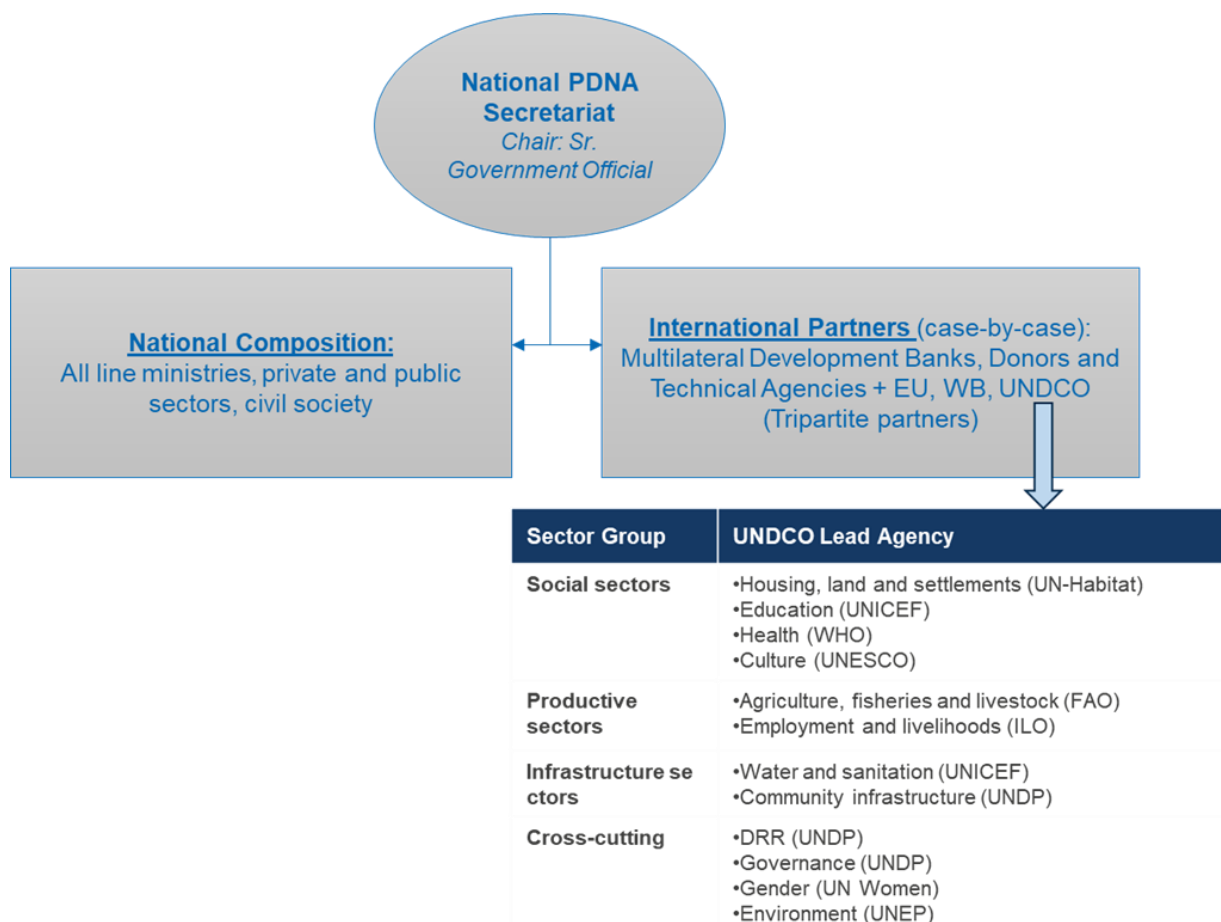 National PDNA
Secretariat
Chair: Sr.
Government Official
National Composition:
All line ministries, private and public
sectors, civil society
International Partners (case-by-case):
Multilateral Development Banks, Donors and
Technical Agencies + EU, WB, UNDCO
(Tripartite partners)
Sector Group
UNDCO Lead Agency
Social sectors
•Housing, land and settlements (UN-Habitat)
•Education (UNICEF)
•Health (WHO)
•Culture (UNESCO)
Productive
sectors
•Agriculture, fisheries and livestock (FAO)
•Employment and livelihoods (ILO)
Infrastructure se
ctors
•Water and sanitation (UNICEF)
•Community infrastructure (UNDP)
Cross-cutting
•DRR (UNDP)
•Governance (UNDP)
•Gender (UN Women)
•Environment (UNEP)